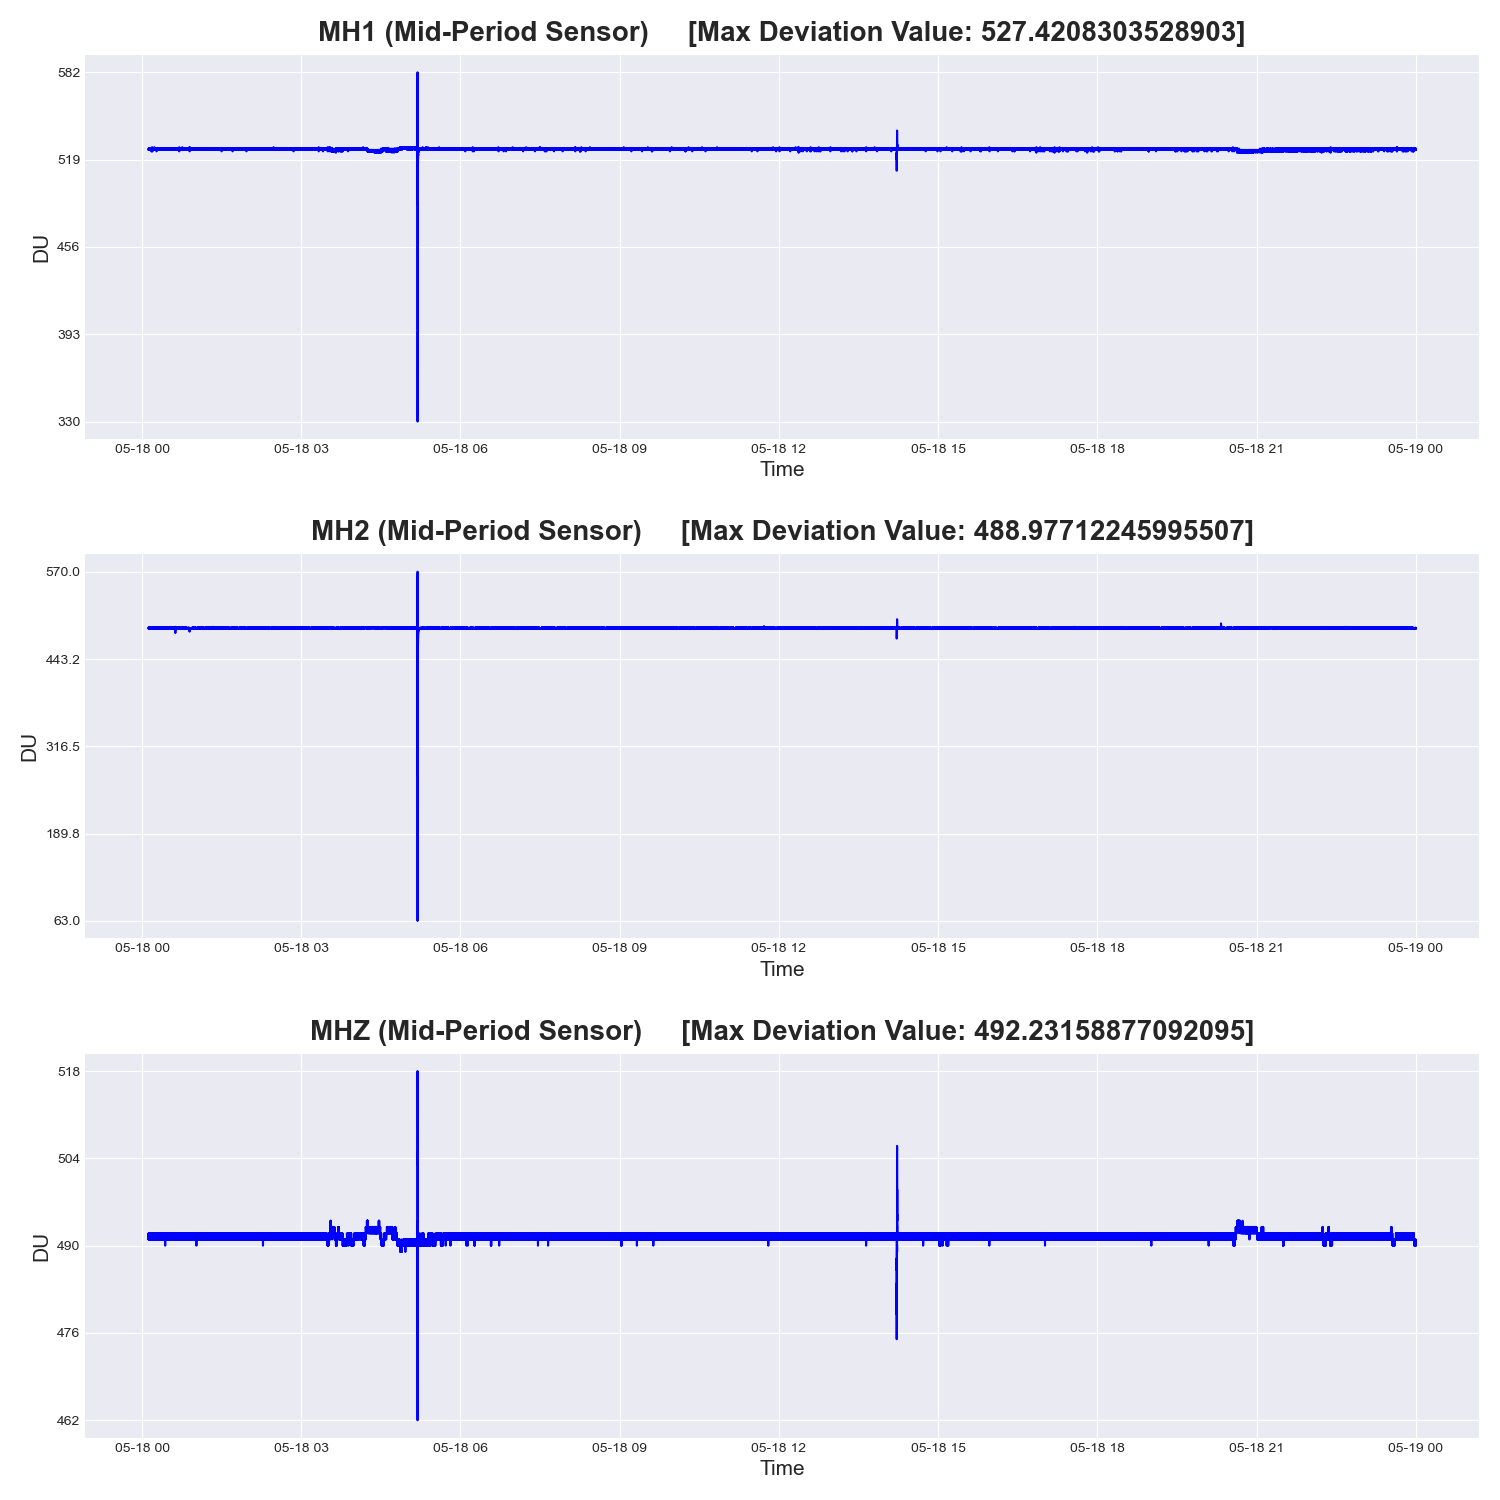 MH1 (Mid-Period Sensor) [Max Deviation Value: 527.4208303528903]
582
519
456
393
330
DU
05-18 00 05-18 03 05-18 06 05-18 09 05-18 12 05-18 15 05-18 18 05-18 21 05-19 00
Time
MH2 (Mid-Period Sensor) [Max Deviation Value: 488.97712245995507]
570.0
443.2
316.5
189.8
63.0
DU
05-18 00 05-18 03 05-18 06 05-18 09 05-18 12 05-18 15 05-18 18 05-18 21 05-19 00
Time
MHZ (Mid-Period Sensor) [Max Deviation Value: 492.23158877092095]
518
504
490
476
462
DU
05-18 00 05-18 03 05-18 06 05-18 09 05-18 12 05-18 15 05-18 18 05-18 21 05-19 00
Time